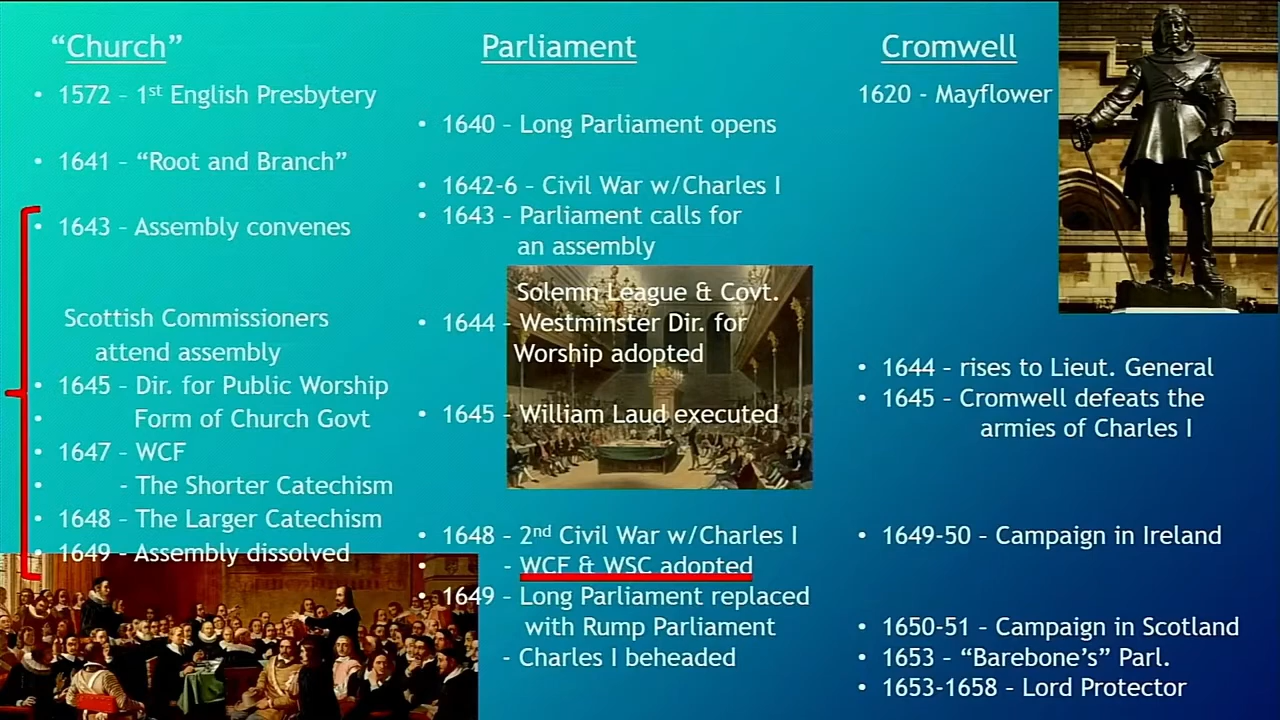 “Church”
• 1572 – 1st English Presbytery
• 1641 – “Root and Branch”
• 1643 – Assembly convenes
Scottish Commissioners
attend assembly
• 1645 – Dir. for Public Worship
• Form of Church Govt
• 1647 – WCF
• - The Shorter Catechism
• 1648 – The Larger Catechism
• 1649 – Assembly dissolved
Parliament
• 1640 – Long Parliament opens
• 1642-6 – Civil War w/Charles I
• 1643 – Parliament calls for
an assembly
Solemn League & Covt.
• 1644 – Westminster Dir. for
Worship adopted
• 1645 – William Laud executed
• 1648 – 2nd Civil War w/Charles I
• - WCF & WSC adopted
• 1649 – Long Parliament replaced
with Rump Parliament
- Charles I beheaded
Cromwell
1620 - Mayflower
• 1644 – rises to Lieut. General
• 1645 – Cromwell defeats the
armies of Charles I
• 1649-50 – Campaign in Ireland
• 1650-51 – Campaign in Scotland
• 1653 – “Barebone’s” Parl.
• 1653-1658 – Lord Protector